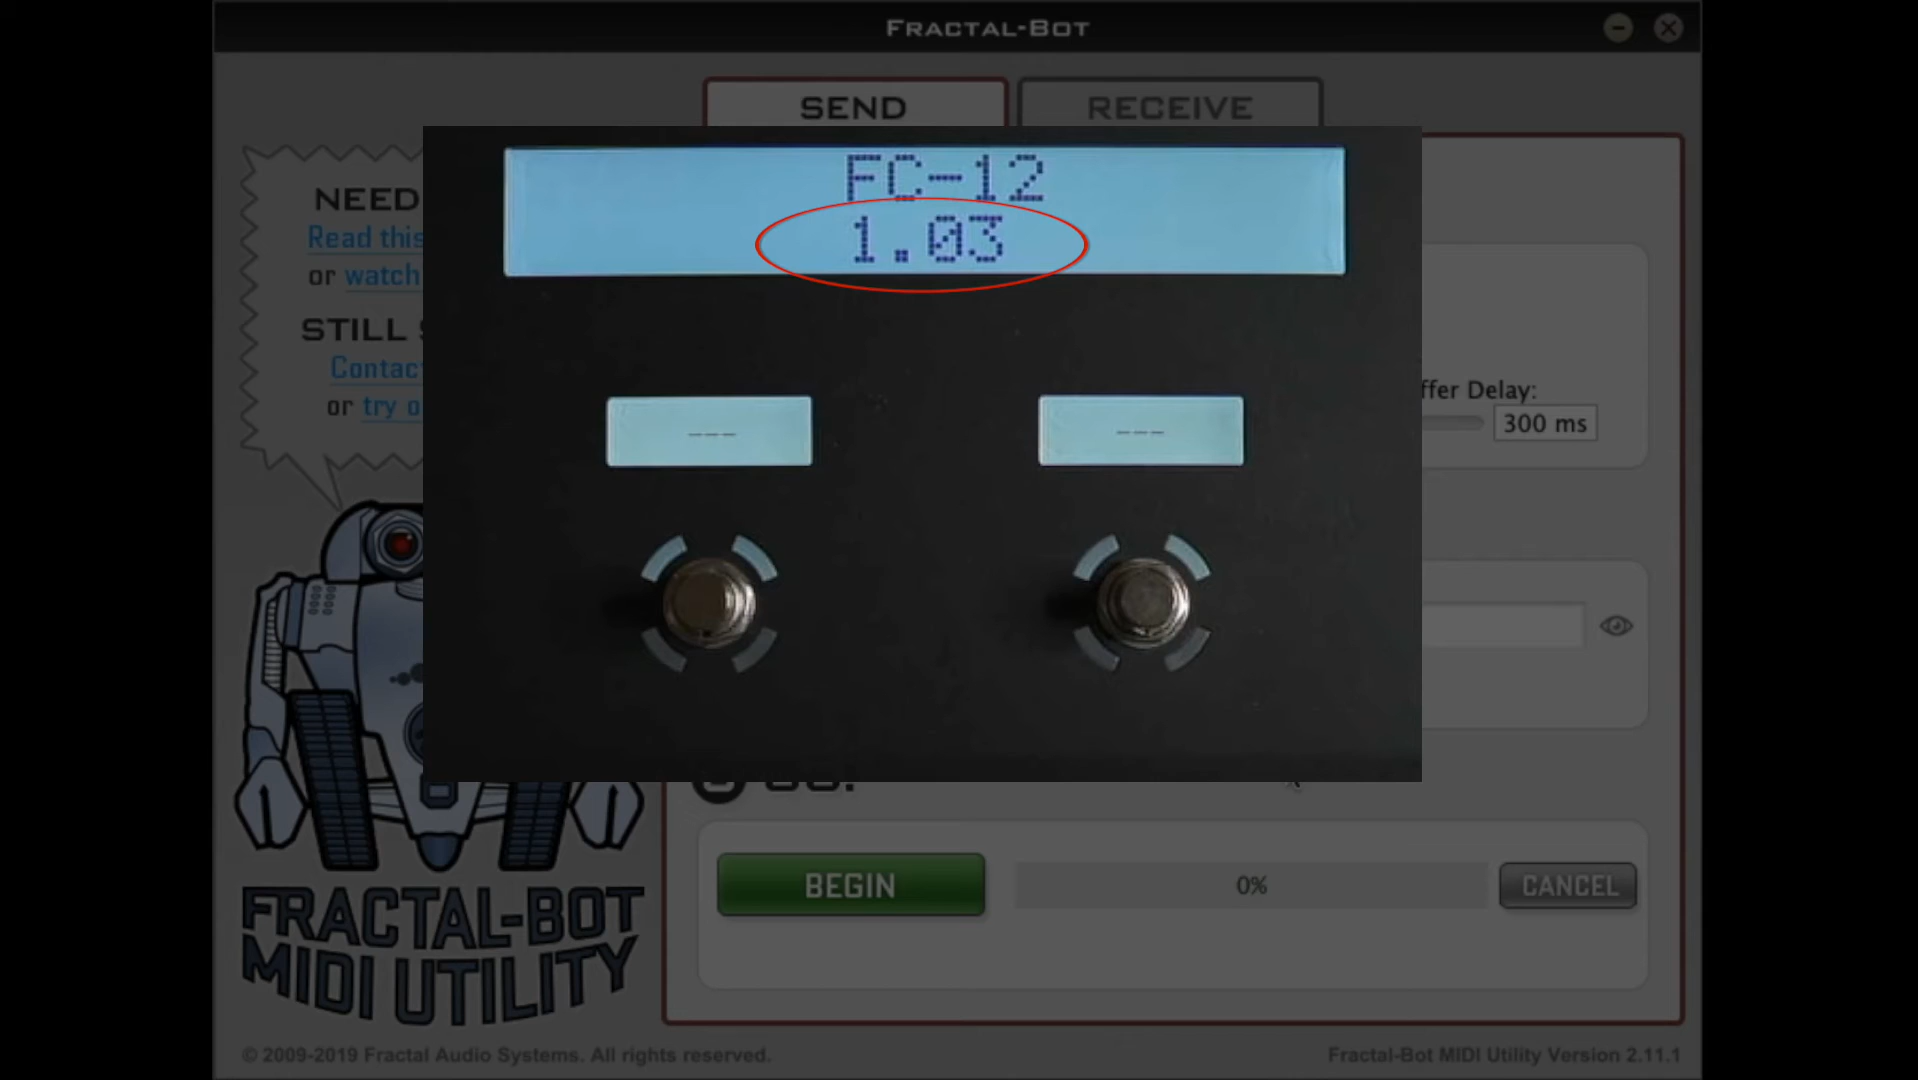 FRACTAL-BOT
SEND
RECEIVE
FC-12
1.03
NEED
Read this
or watch
STILL
Contact
or try
ffer Delay:
300 ms
---
---
GO!
BEGIN
0%
CANCEL
FRACTAL-BOT
MIDI UTILITY
© 2009-2019 Fractal Audio Systems. All rights reserved.
Fractal-Bot MIDI Utility Version 2.11.1